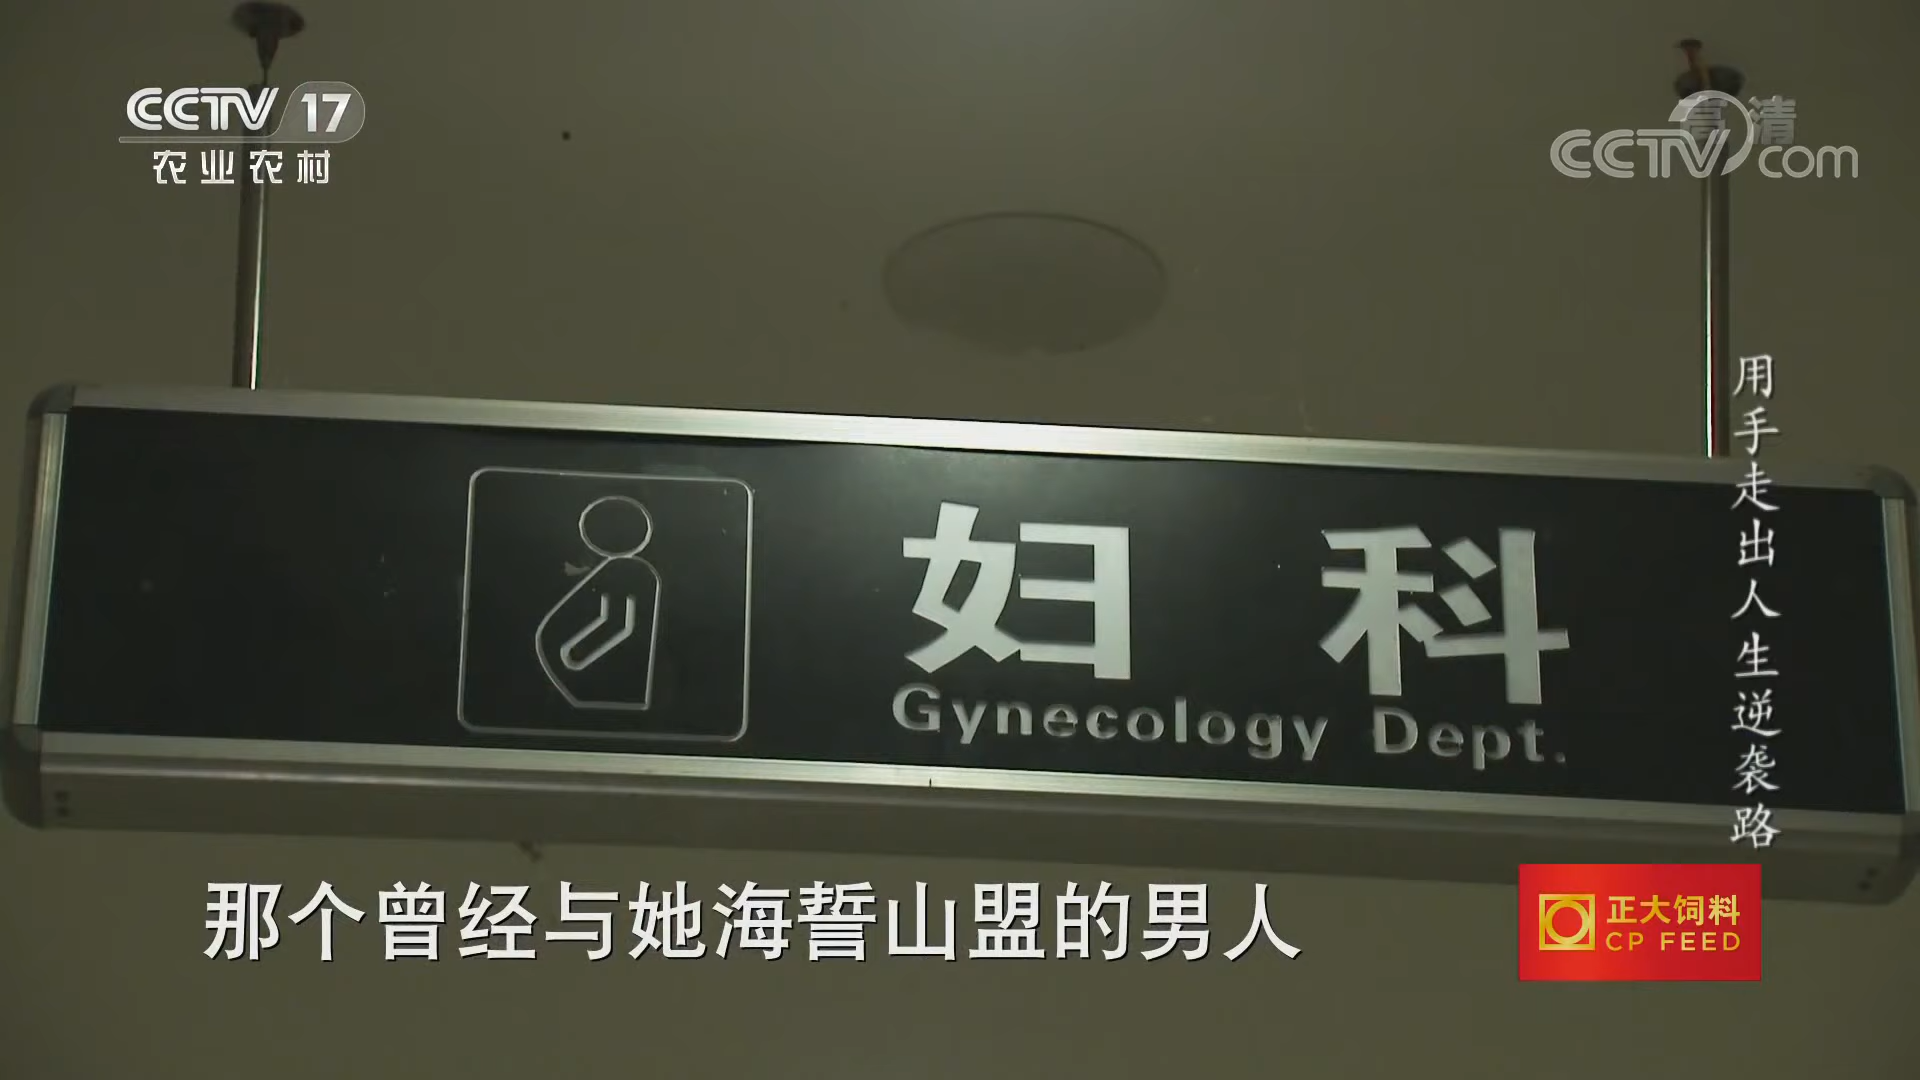 CCTV 17
农业农村
高清
CCTV com
用手走出人生逆袭路
妇科
Gynecology Dept.
那个曾经与她海誓山盟的男人
正大饲料
CP FEED